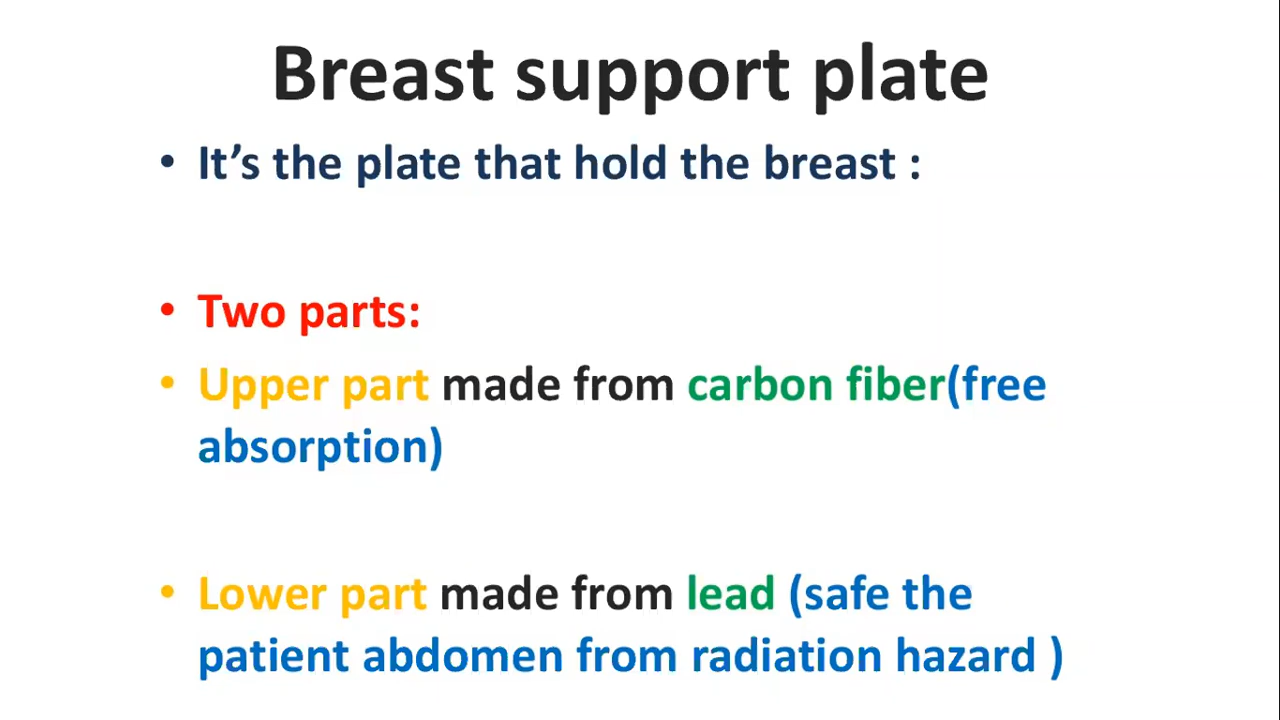 Breast support plate
• It’s the plate that hold the breast :
• Two parts:
• Upper part made from carbon fiber(free
absorption)
• Lower part made from lead (safe the
patient abdomen from radiation hazard )